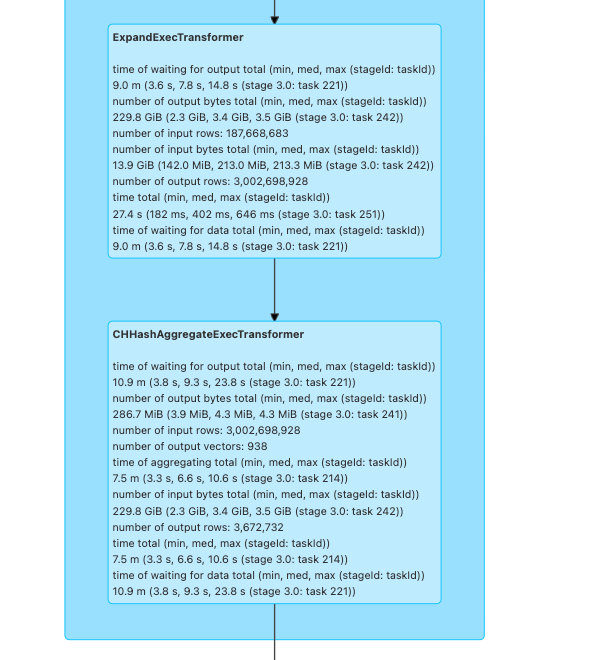 ExpandExecTransformer
time of waiting for output total (min, med, max (stageId: taskId))
9.0 m (3.6 s, 7.8 s, 14.8 s (stage 3.0: task 221))
number of output bytes total (min, med, max (stageId: taskId))
229.8 GiB (2.3 GiB, 3.4 GiB, 3.5 GiB (stage 3.0: task 242))
number of input rows: 187,668,683
number of input bytes total (min, med, max (stageId: taskId))
13.9 GiB (142.0 MiB, 213.0 MiB, 213.3 MiB (stage 3.0: task 242))
number of output rows: 3,002,698,928
time total (min, med, max (stageId: taskId))
27.4 s (182 ms, 402 ms, 646 ms (stage 3.0: task 251))
time of waiting for data total (min, med, max (stageId: taskId))
9.0 m (3.6 s, 7.8 s, 14.8 s (stage 3.0: task 221))
CHHashAggregateExecTransformer
time of waiting for output total (min, med, max (stageId: taskId))
10.9 m (3.8 s, 9.3 s, 23.8 s (stage 3.0: task 221))
number of output bytes total (min, med, max (stageId: taskId))
286.7 MiB (3.9 MiB, 4.3 MiB, 4.3 MiB (stage 3.0: task 241))
number of input rows: 3,002,698,928
number of output vectors: 938
time of aggregating total (min, med, max (stageId: taskId))
7.5 m (3.3 s, 6.6 s, 10.6 s (stage 3.0: task 214))
number of input bytes total (min, med, max (stageId: taskId))
229.8 GiB (2.3 GiB, 3.4 GiB, 3.5 GiB (stage 3.0: task 242))
number of output rows: 3,672,732
time total (min, med, max (stageId: taskId))
7.5 m (3.3 s, 6.6 s, 10.6 s (stage 3.0: task 214))
time of waiting for data total (min, med, max (stageId: taskId))
10.9 m (3.8 s, 9.3 s, 23.8 s (stage 3.0: task 221))